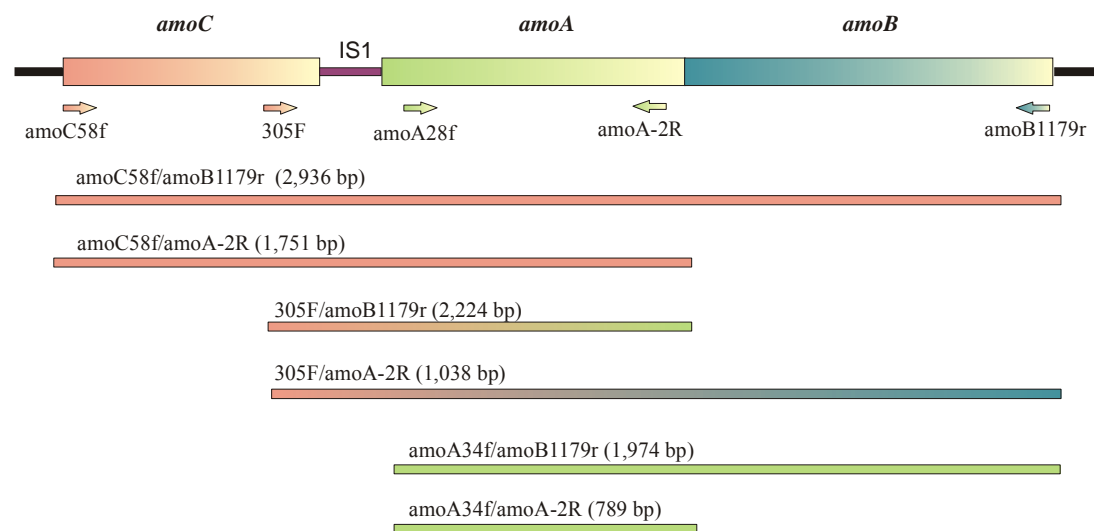 amoC amoA amoB
IS1
amoC58f 305F amoA28f amoA-2R amoB1179r
amoC58f/amoB1179r (2,936 bp)
amoC58f/amoA-2R (1,751 bp)
305F/amoB1179r (2,224 bp)
305F/amoA-2R (1,038 bp)
amoA34f/amoB1179r (1,974 bp)
amoA34f/amoA-2R (789 bp)